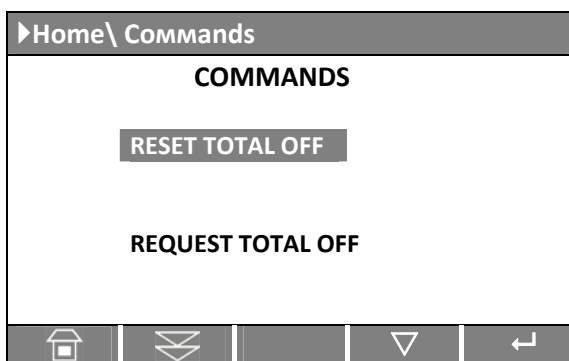 Home\ Commands
COMMANDS
RESET TOTAL OFF
REQUEST TOTAL OFF